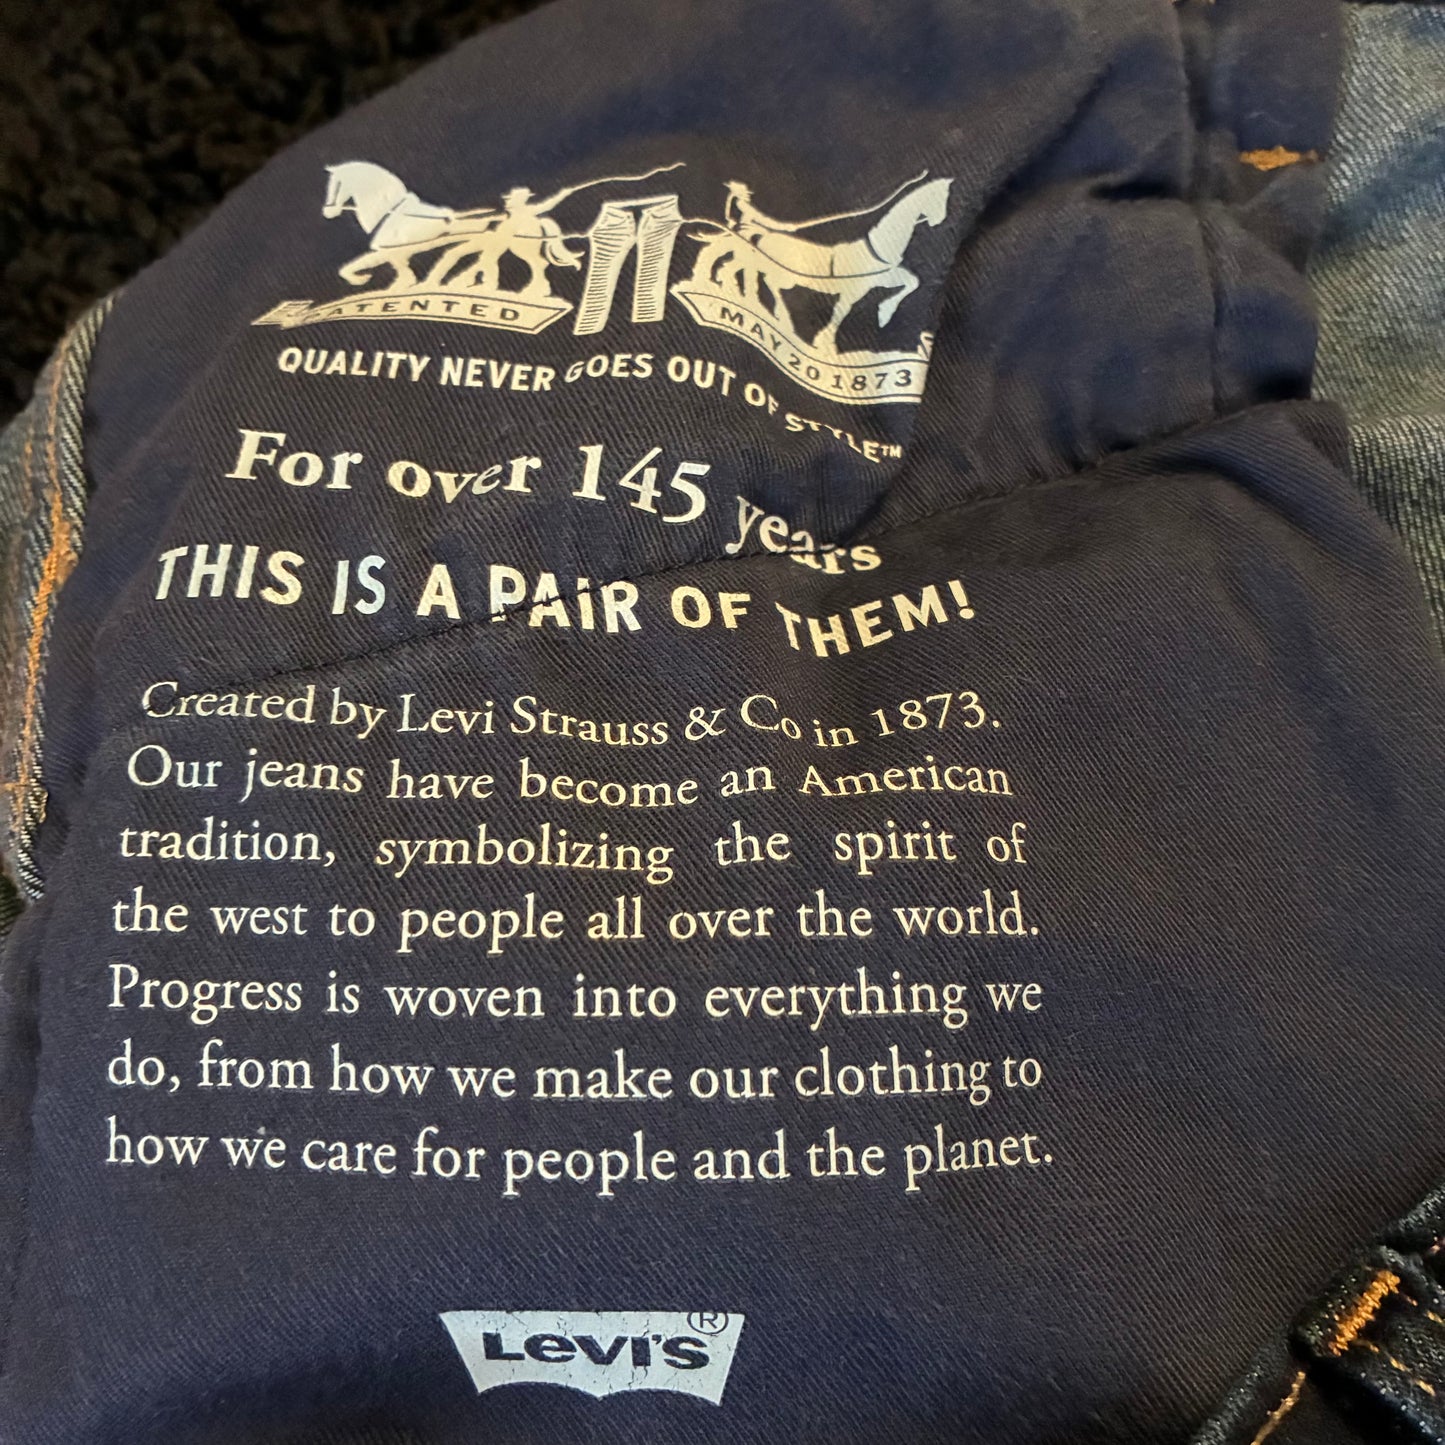 PATENTED MAY 20 1873
QUALITY NEVER GOES OUT OF STYLE™
For over 145 years
THIS IS A PAIR OF THEM!
Created by Levi Strauss & Co in 1873.
Our jeans have become an American
tradition, symbolizing the spirit of
the west to people all over the world.
Progress is woven into everything we
do, from how we make our clothing to
how we care for people and the planet.
Levi's ®